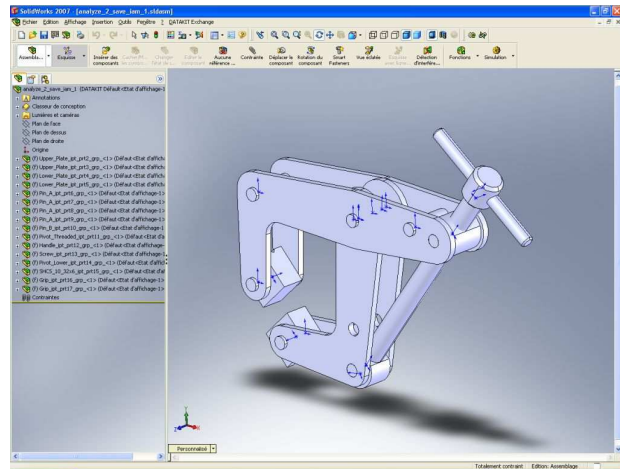 SolidWorks 2007 - [analyze_2_save_iam_1.sldasm]
Fichier Edition Affichage Insertion Outils Fenêtre ? DATAKIT Exchange
Assembla... Esquisse Insérer des composants Aucune référence ... Contrainte Déplacer le composant Rotation du composant Smart Fasteners Vue éclatée Détection d'interfére... Fonctions Simulation
analyze_2_save_iam_1 (DATAKIT Défault<Etat d'affichage-1
Annotations
Classeur de conception
Lumières et caméras
Plan de face
Plan de dessus
Plan de droite
Origine
(f) Upper_Plate_ipt_prt2_grp_<1> (Défaut<Etat d'affich
(f) Upper_Plate_ipt_prt3_grp_<1> (Défaut<Etat d'affich
(f) Lower_Plate_ipt_prt4_grp_<1> (Défaut<Etat d'affich
(f) Lower_Plate_ipt_prt5_grp_<1> (Défaut<Etat d'affich
(f) Pin_A_ipt_prt6_grp_<1> (Défaut<Etat d'affichage-1>
(f) Pin_A_ipt_prt7_grp_<1> (Défaut<Etat d'affichage-1>
(f) Pin_A_ipt_prt8_grp_<1> (Défaut<Etat d'affichage-1>
(f) Pin_A_ipt_prt9_grp_<1> (Défaut<Etat d'affichage-1>
(f) Pin_B_ipt_prt10_grp_<1> (Défaut<Etat d'affichage-1
(f) Pivot_Threaded_ipt_prt11_grp_<1> (Défaut<Etat d'a
(f) Handle_ipt_prt12_grp_<1> (Défaut<Etat d'affichage-
(f) Screw_ipt_prt13_grp_<1> (Défaut<Etat d'affichage-1
(f) Pivot_Lower_ipt_prt14_grp_<1> (Défaut<Etat d'affic
(f) SHCS_10_32x6_ipt_prt15_grp_<1> (Défaut<Etat d'af
(f) Grip_ipt_prt16_grp_<1> (Défaut<Etat d'affichage-1>
(f) Grip_ipt_prt17_grp_<1> (Défaut<Etat d'affichage-1>
Contraintes
Personnalisé
Totalement contraint Edition: Assemblage